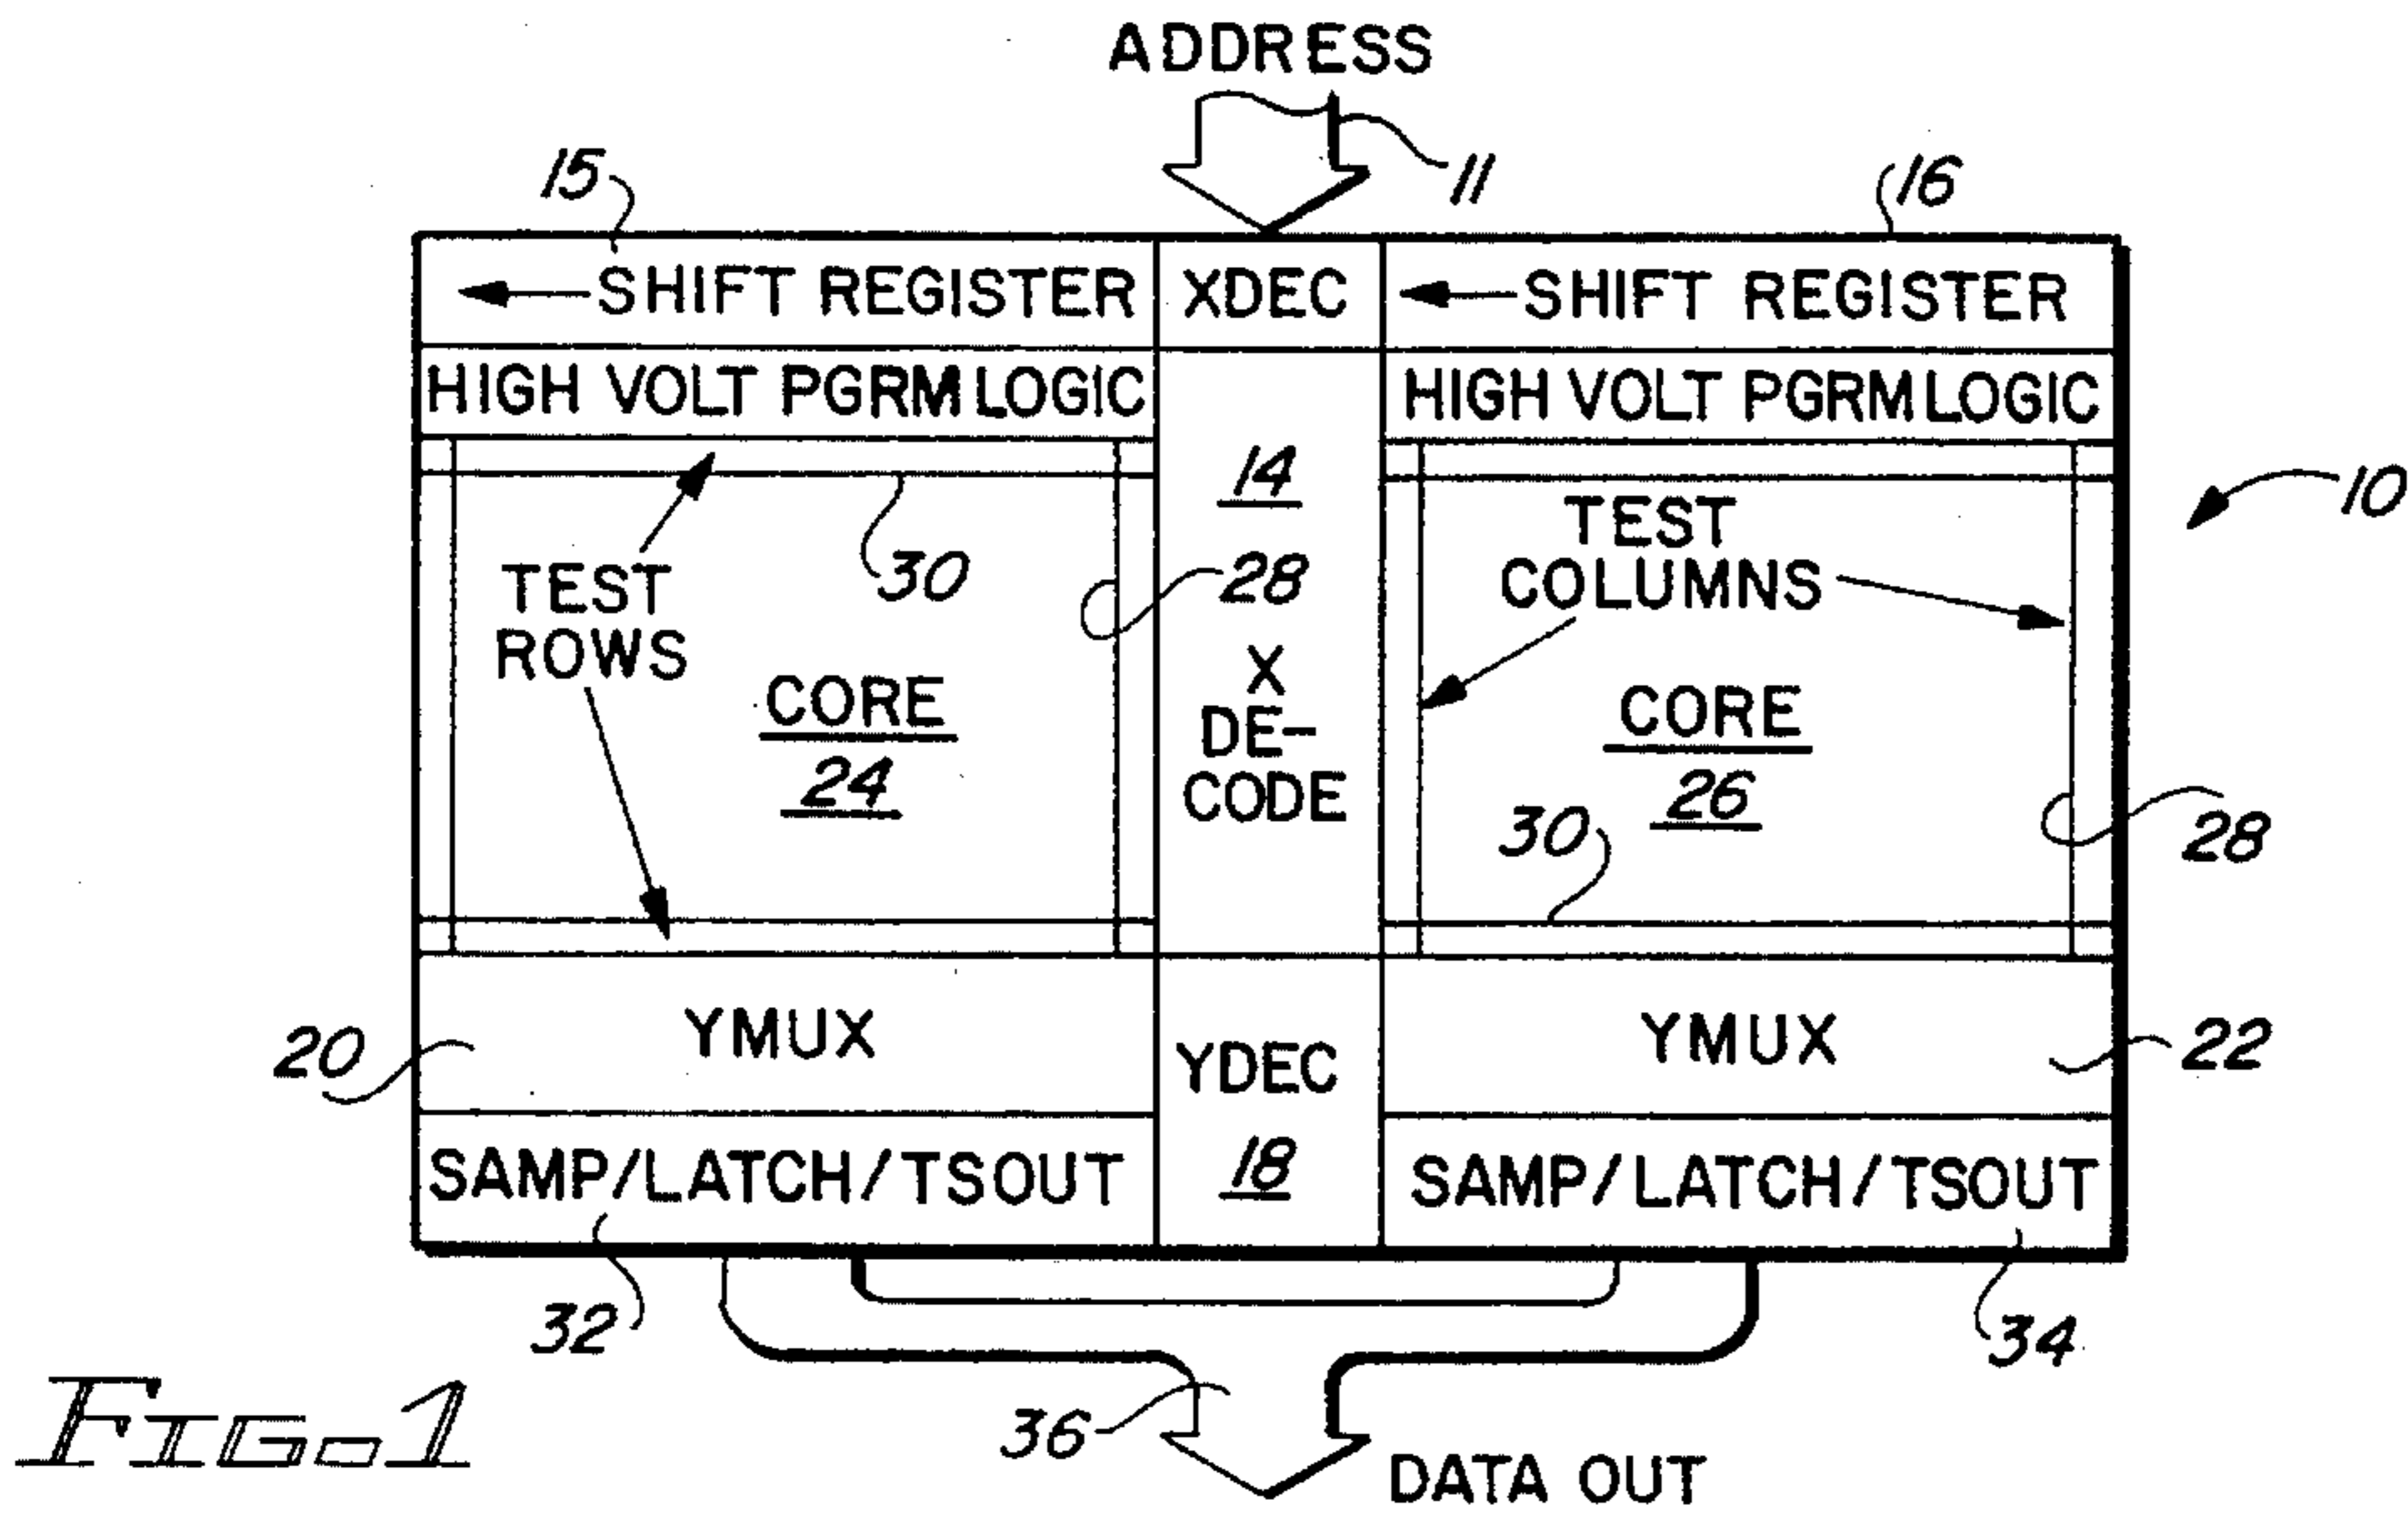 ADDRESS
11
15
16
SHIFT REGISTER
XDEC
SHIFT REGISTER
HIGH VOLT PGRM LOGIC
HIGH VOLT PGRM LOGIC
14
10
TEST
ROWS
30
28
TEST
COLUMNS
X
DE-
CODE
CORE
24
CORE
26
30
28
20
YMUX
YDEC
YMUX
22
SAMP/LATCH/TSOUT
18
SAMP/LATCH/TSOUT
32
34
36
DATA OUT
FIG. 1